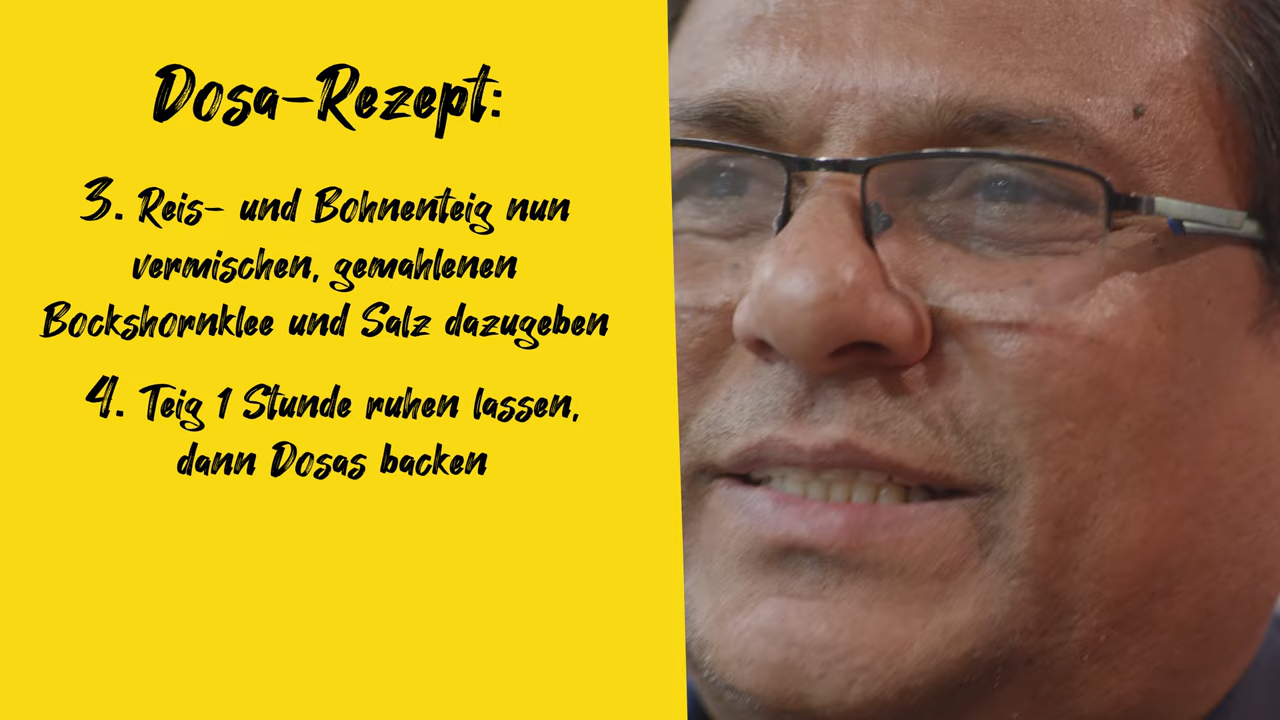 Dosa-Rezept:
3. Reis- und Bohnenteig nun
vermischen, gemahlenen
Bockshornklee und Salz dazugeben
4. Teig 1 Stunde ruhen lassen,
dann Dosas backen